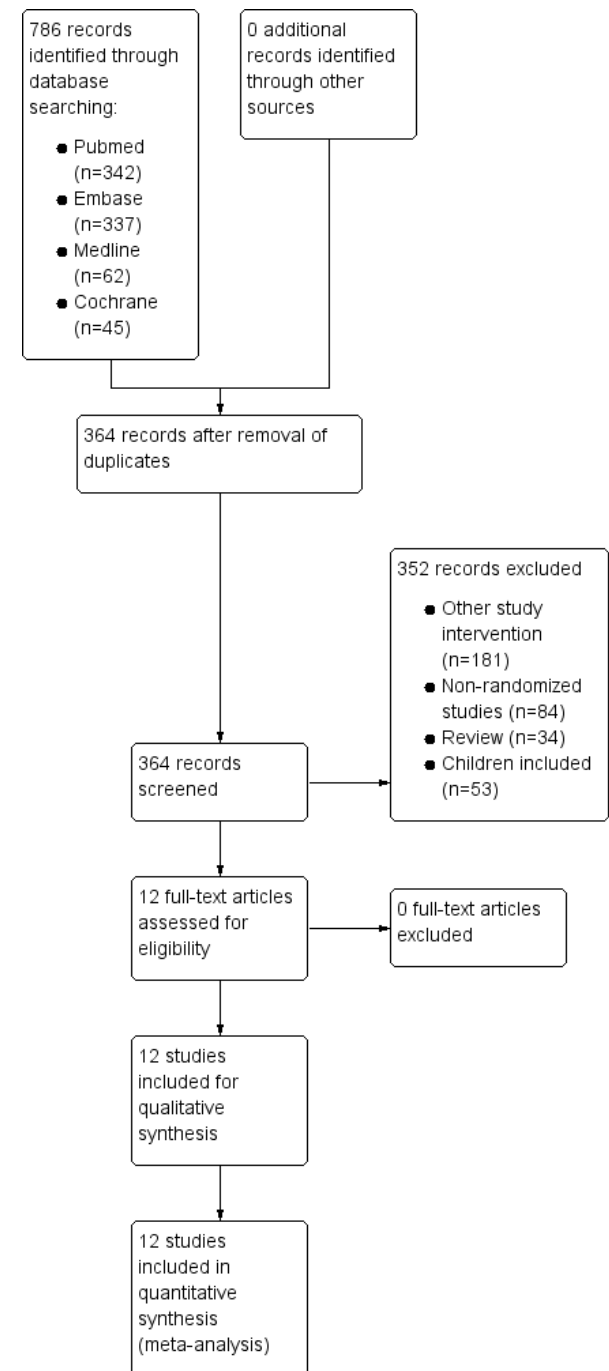 786 records
identified through
database
searching:
● Pubmed
(n=342)
● Embase
(n=337)
● Medline
(n=62)
● Cochrane
(n=45)
0 additional
records identified
through other
sources
364 records after removal of
duplicates
352 records excluded
● Other study
intervention
(n=181)
● Non-randomized
studies (n=84)
● Review (n=34)
● Children included
(n=53)
364 records
screened
12 full-text articles
assessed for
eligibility
0 full-text articles
excluded
12 studies
included for
qualitative
synthesis
12 studies
included in
quantitative
synthesis
(meta-analysis)